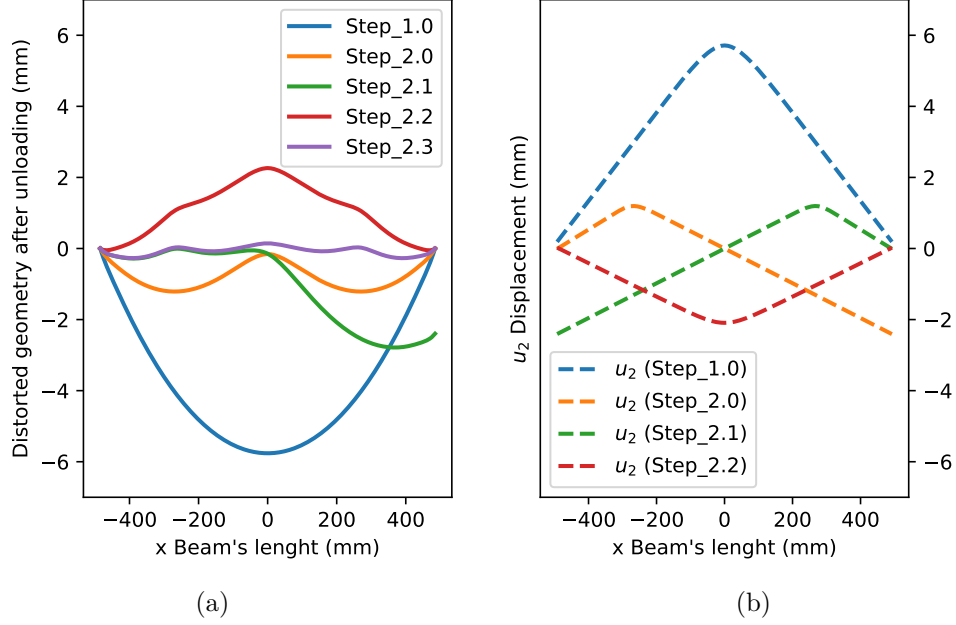 Distorted geometry after unloading (mm)
6
4
2
0
−2
−4
−6
Step_1.0
Step_2.0
Step_2.1
Step_2.2
Step_2.3
−400
−200
0
200
400
x Beam's lenght (mm)
(a)
u2 Displacement (mm)
6
4
2
0
−2
−4
−6
u2 (Step_1.0)
u2 (Step_2.0)
u2 (Step_2.1)
u2 (Step_2.2)
−400
−200
0
200
400
x Beam's lenght (mm)
(b)